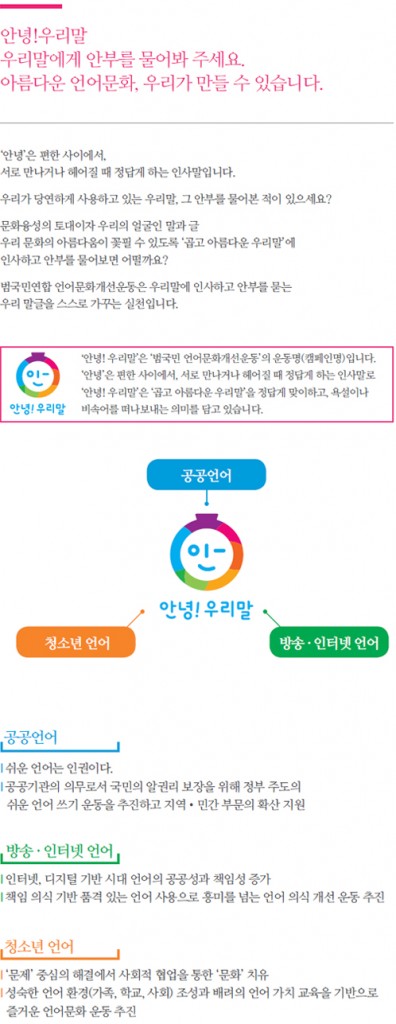 안녕!우리말
우리말에게 안부를 물어봐 주세요.
아름다운 언어문화, 우리가 만들 수 있습니다.
'안녕'은 편한 사이에서,
서로 만나거나 헤어질 때 정답게 하는 인사말입니다.
우리가 당연하게 사용하고 있는 우리말, 그 안부를 물어본 적이 있으세요?
문화융성의 토대이자 우리의 얼굴인 말과 글
우리 문화의 아름다움이 꽃필 수 있도록 '곱고 아름다운 우리말'에
인사하고 안부를 물어보면 어떨까요?
범국민연합 언어문화개선운동은 우리말에 인사하고 안부를 묻는
우리 말글을 스스로 가꾸는 실천입니다.
안녕! 우리말
'안녕! 우리말'은 '범국민 언어문화개선운동'의 운동명(캠페인명)입니다.
'안녕'은 편한 사이에서, 서로 만나거나 헤어질 때 정답게 하는 인사말로
'안녕! 우리말'은 '곱고 아름다운 우리말'을 정답게 맞이하고, 욕설이나
비속어를 떠나보내는 의미를 담고 있습니다.
공공언어
안녕! 우리말
청소년 언어
방송·인터넷 언어
공공언어
쉬운 언어는 인권이다.
공공기관의 의무로서 국민의 알권리 보장을 위해 정부 주도의
쉬운 언어 쓰기 운동을 추진하고 지역·민간 부문의 확산 지원
방송·인터넷 언어
인터넷, 디지털 기반 시대 언어의 공공성과 책임성 증가
책임 의식 기반 품격 있는 언어 사용으로 흥미를 넘는 언어 의식 개선 운동 추진
청소년 언어
'문제' 중심의 해결에서 사회적 협업을 통한 '문화' 치유
성숙한 언어 환경(가족, 학교, 사회) 조성과 배려의 언어 가치 교육을 기반으로
즐거운 언어문화 운동 추진